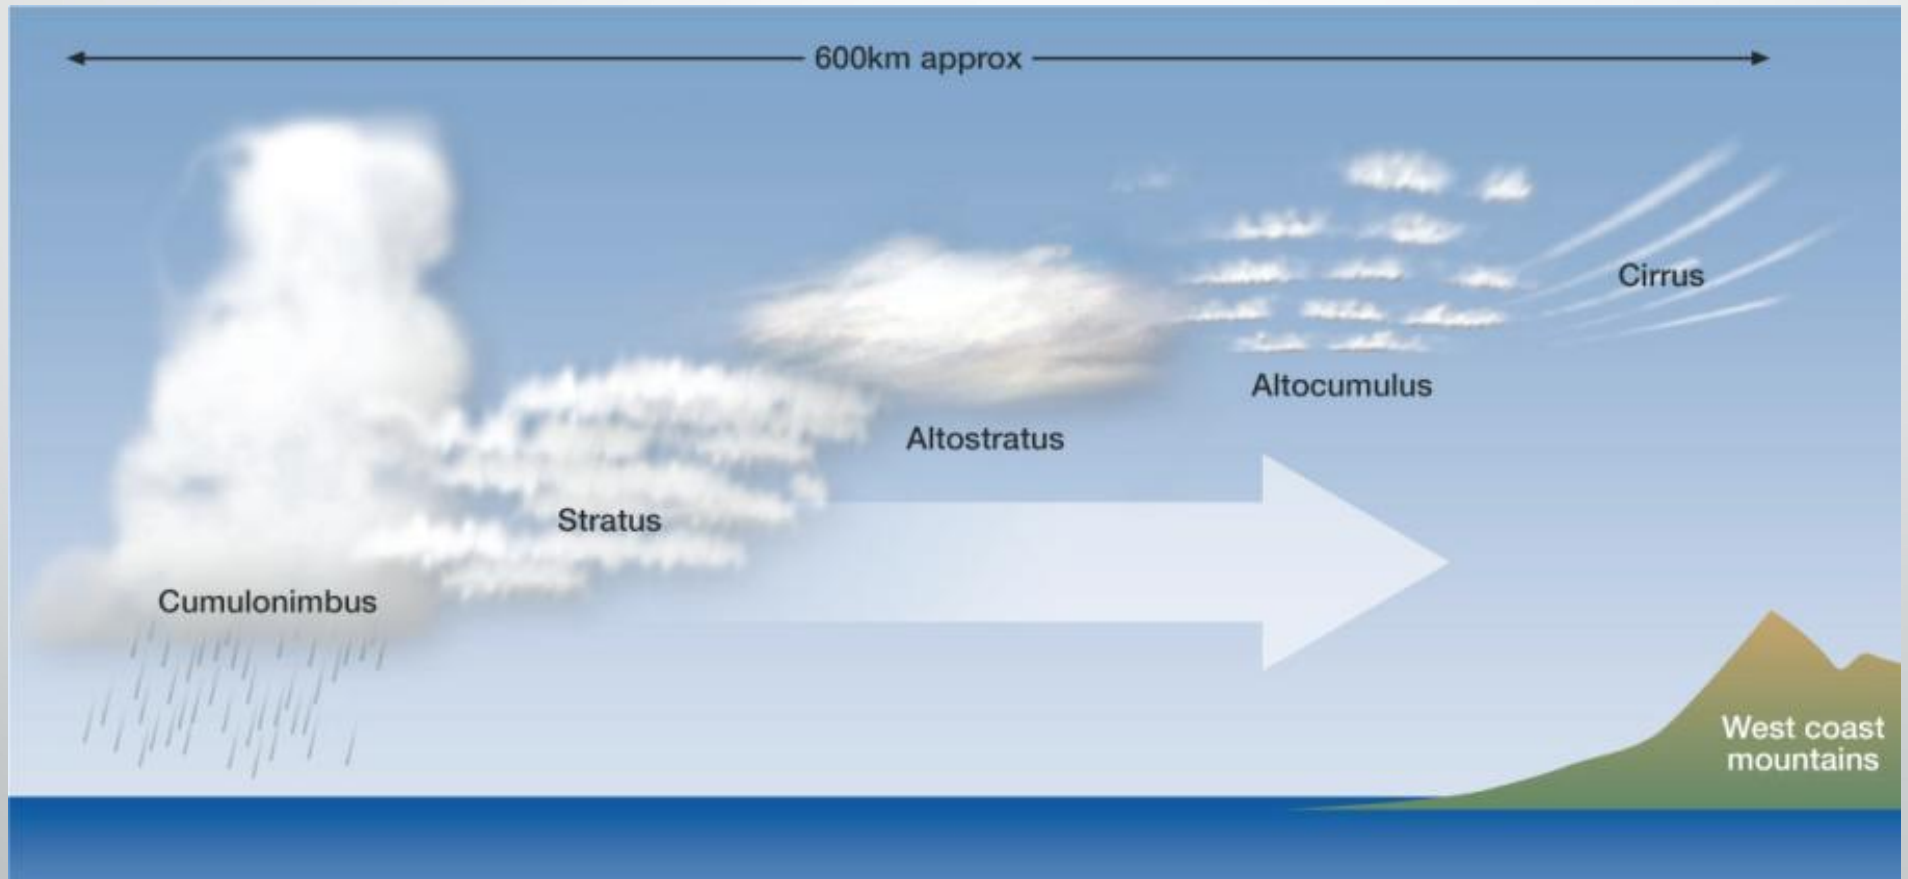 600km approx
Cirrus
Altocumulus
Altostratus
Stratus
Cumulonimbus
West coast
mountains